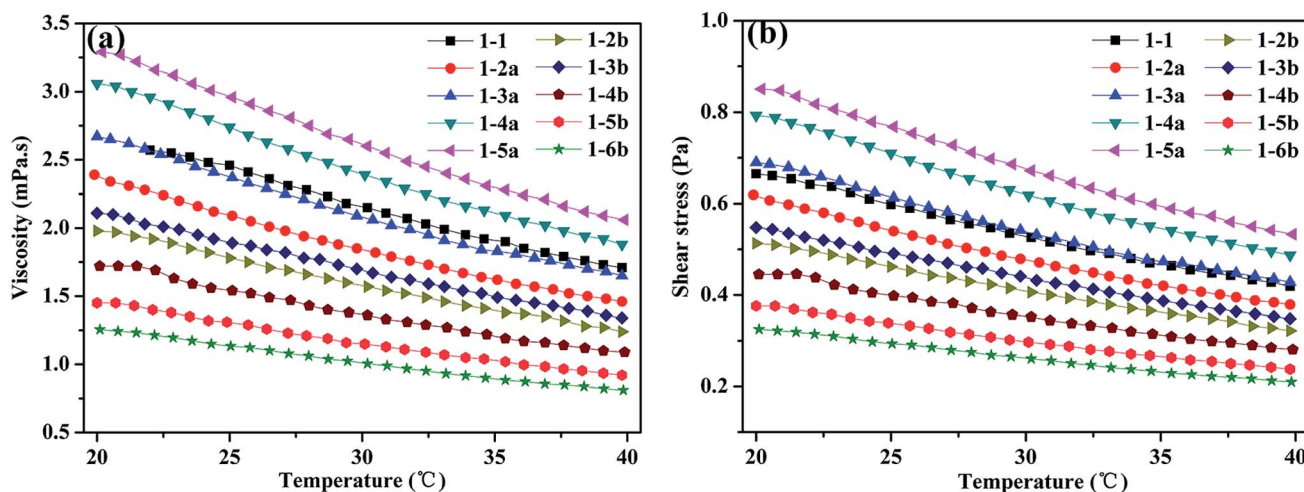 (a)
3.5
3.0
2.5
2.0
1.5
1.0
0.5
Viscosity (mPa.s)
1-1
1-2a
1-3a
1-4a
1-5a
1-2b
1-3b
1-4b
1-5b
1-6b
20 25 30 35 40
Temperature (℃)
(b)
1.0
0.8
0.6
0.4
0.2
Shear stress (Pa)
1-1
1-2a
1-3a
1-4a
1-5a
1-2b
1-3b
1-4b
1-5b
1-6b
20 25 30 35 40
Temperature (℃)